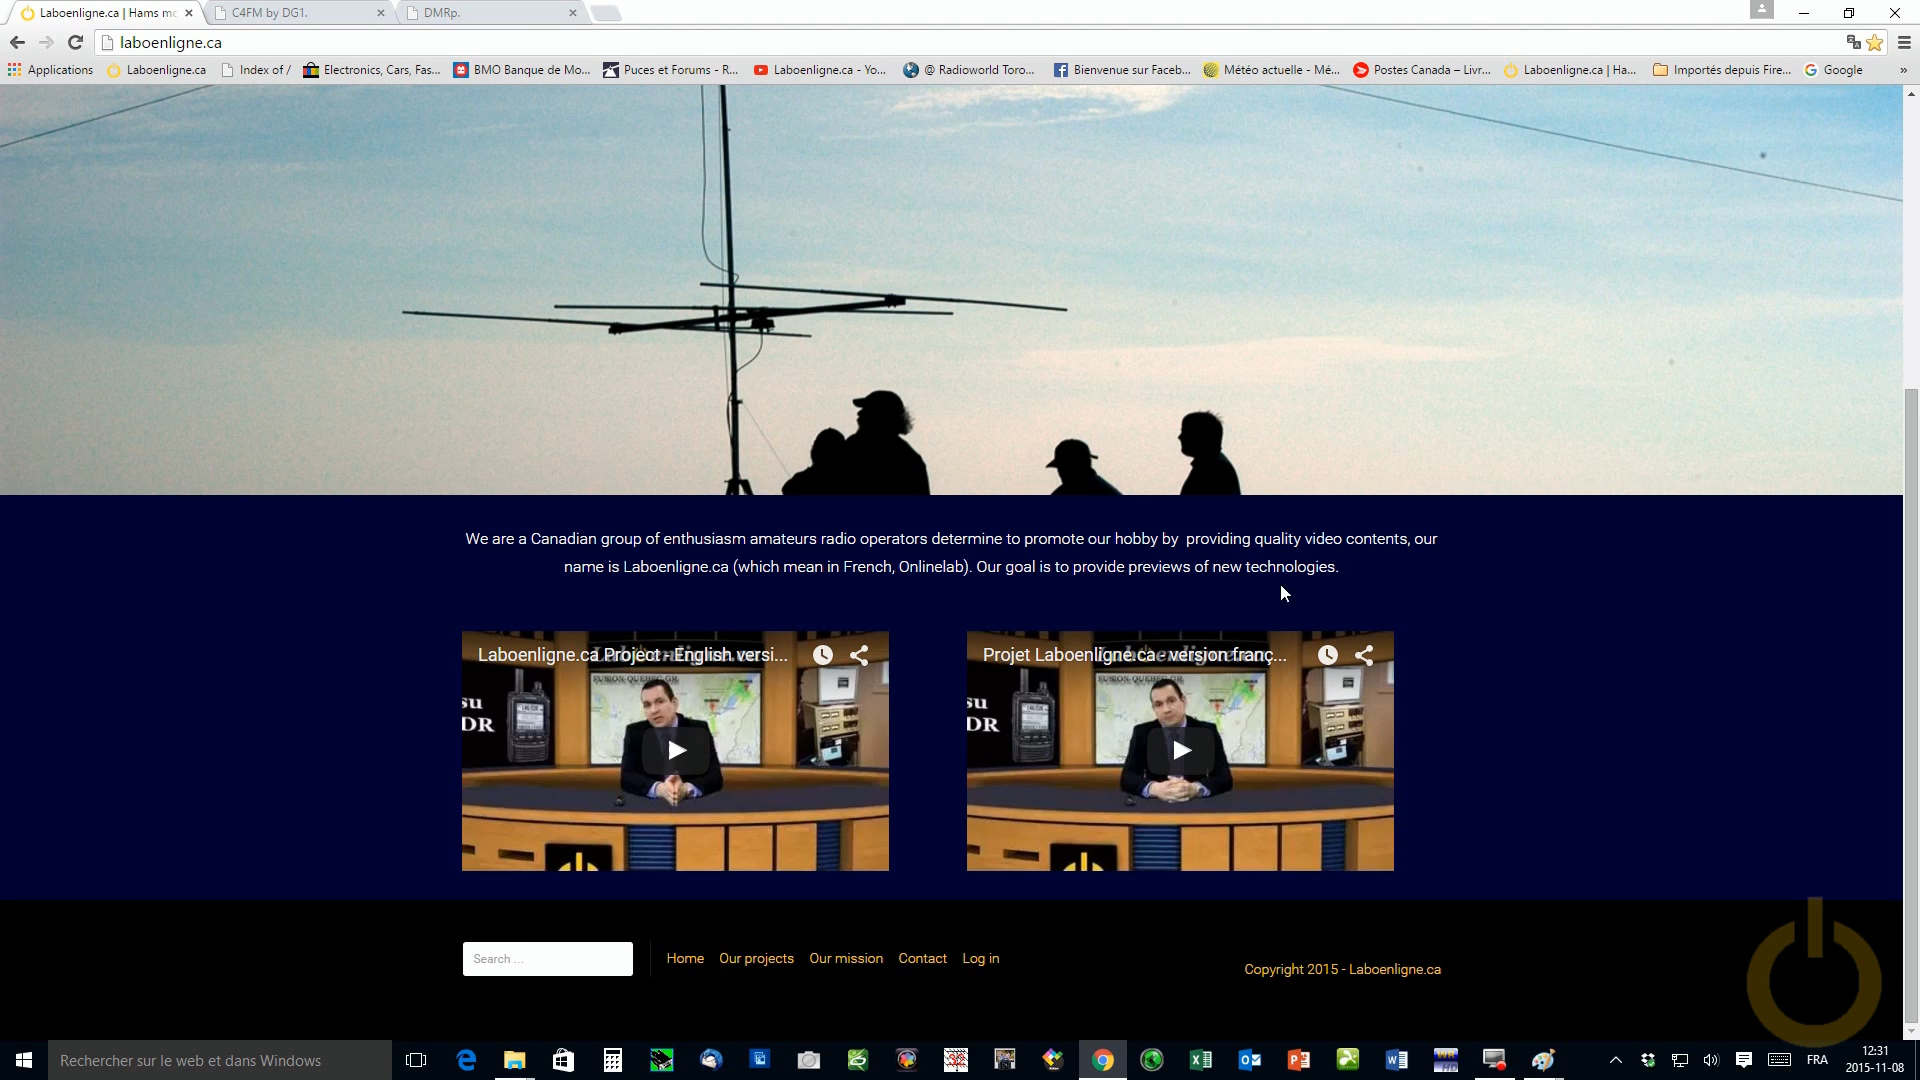 Laboenligne.ca | Hams mo
C4FM by DG1.
DMRp.
laboenligne.ca
Applications
Laboenligne.ca
Index of /
Electronics, Cars, Fas...
BMO Banque de Mo...
Puces et Forums - R...
Laboenligne.ca - Yo...
@ Radioworld Toro...
Bienvenue sur Faceb...
Météo actuelle - Mé...
Postes Canada – Livr...
Laboenligne.ca | Ha...
Importés depuis Fire...
Google
»
We are a Canadian group of enthusiasm amateurs radio operators determine to promote our hobby by providing quality video contents, our
name is Laboenligne.ca (which mean in French, Onlinelab). Our goal is to provide previews of new technologies.
Laboenligne.ca Project - English versi...
FUSION-QUEBEC.GR
su
DR
Projet Laboenligne.ca - version franç...
FUSION-QUEBEC.GR
su
DR
Search ...
Home
Our projects
Our mission
Contact
Log in
Copyright 2015 - Laboenligne.ca
Rechercher sur le web et dans Windows
FRA
12:31
2015-11-08